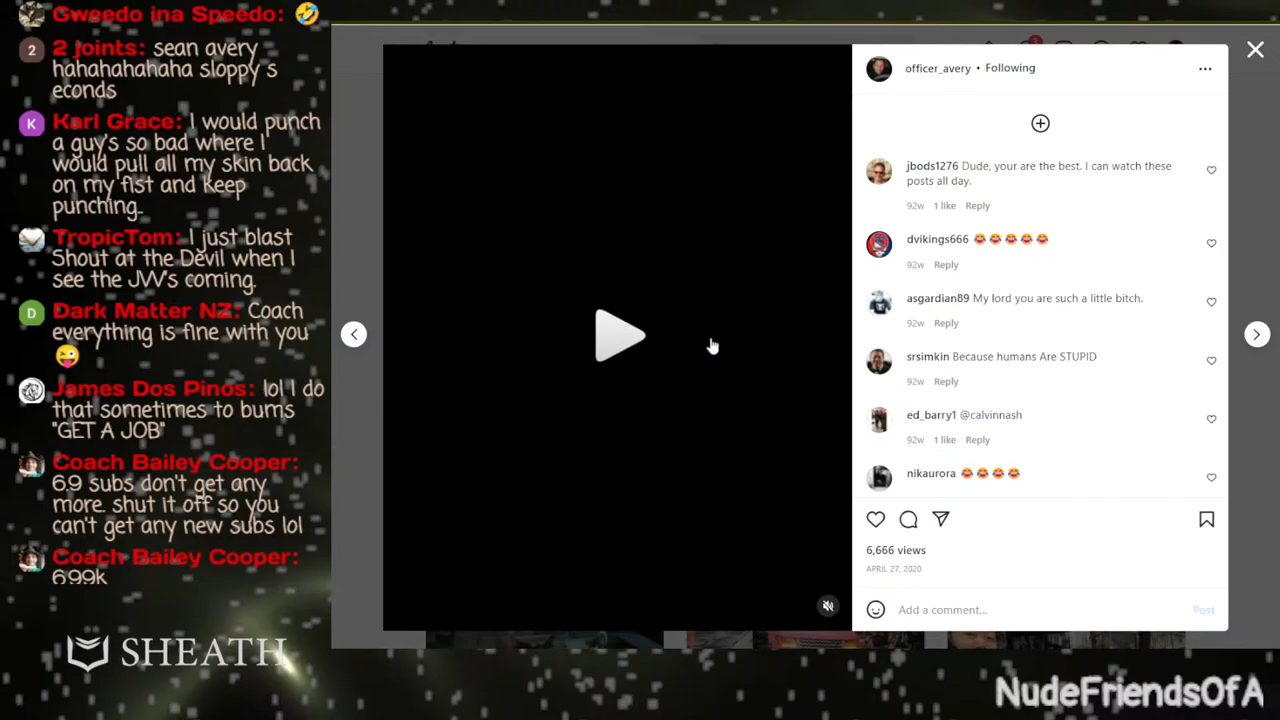 Gweedo ina Speedo: 🤣
2
2 joints: sean avery
hahahahahaha sloppy s
econds
K
Karl Grace: I would punch
a guy's so bad where I
would pull all my skin back
on my fist and keep
punching..
TropicTom: I just blast
Shout at the Devil when I
see the JW's coming.
D
Dark Matter NZ: Coach
everything is fine with you
😜
James Dos Pinos: lol I do
that sometimes to bums
"GET A JOB"
Coach Bailey Cooper:
6.9 subs don't get any
more. shut it off so you
can't get any new subs lol
Coach Bailey Cooper:
6.99k
SHEATH
officer_avery • Following
jbods1276 Dude, your are the best. I can watch these
posts all day.
92w 1 like Reply
dvikings666 😂😂😂😂😂
92w Reply
asgardian89 My lord you are such a little bitch.
92w Reply
srsimkin Because humans Are STUPID
92w Reply
ed_barry1 @calvinnash
92w 1 like Reply
nikaurora 😂😂😂😂
6,666 views
APRIL 27, 2020
Add a comment...
Post
NudeFriendsOfA